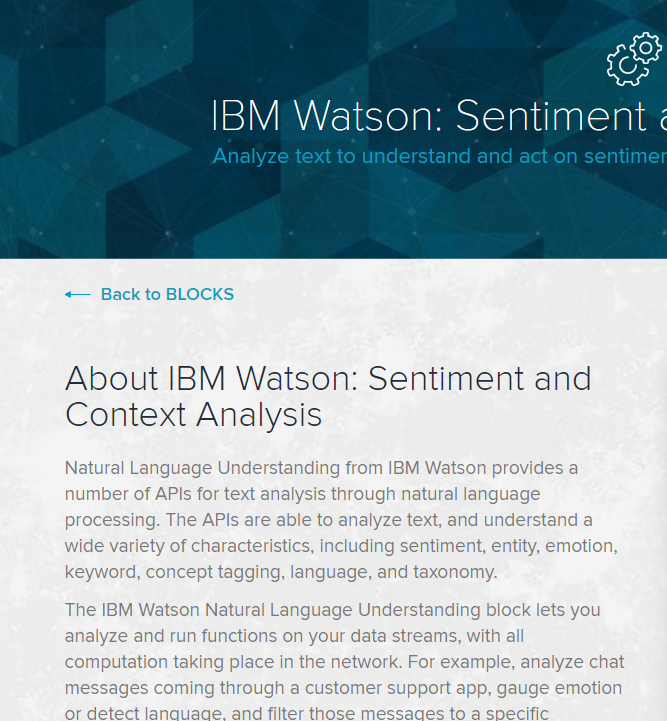 IBM Watson: Sentiment
Analyze text to understand and act on
Back to BLOCKS
About IBM Watson: Sentiment and
Context Analysis
Natural Language Understanding from IBM Watson provides a
number of APIs for text analysis through natural language
processing. The APIs are able to analyze text, and understand a
wide variety of characteristics, including sentiment, entity, emotion,
keyword, concept tagging, language, and taxonomy.
The IBM Watson Natural Language Understanding block lets you
analyze and run functions on your data streams, with all
computation taking place in the network. For example, analyze chat
messages coming through a customer support app, gauge emotion
or detect language, and filter those messages to a specific